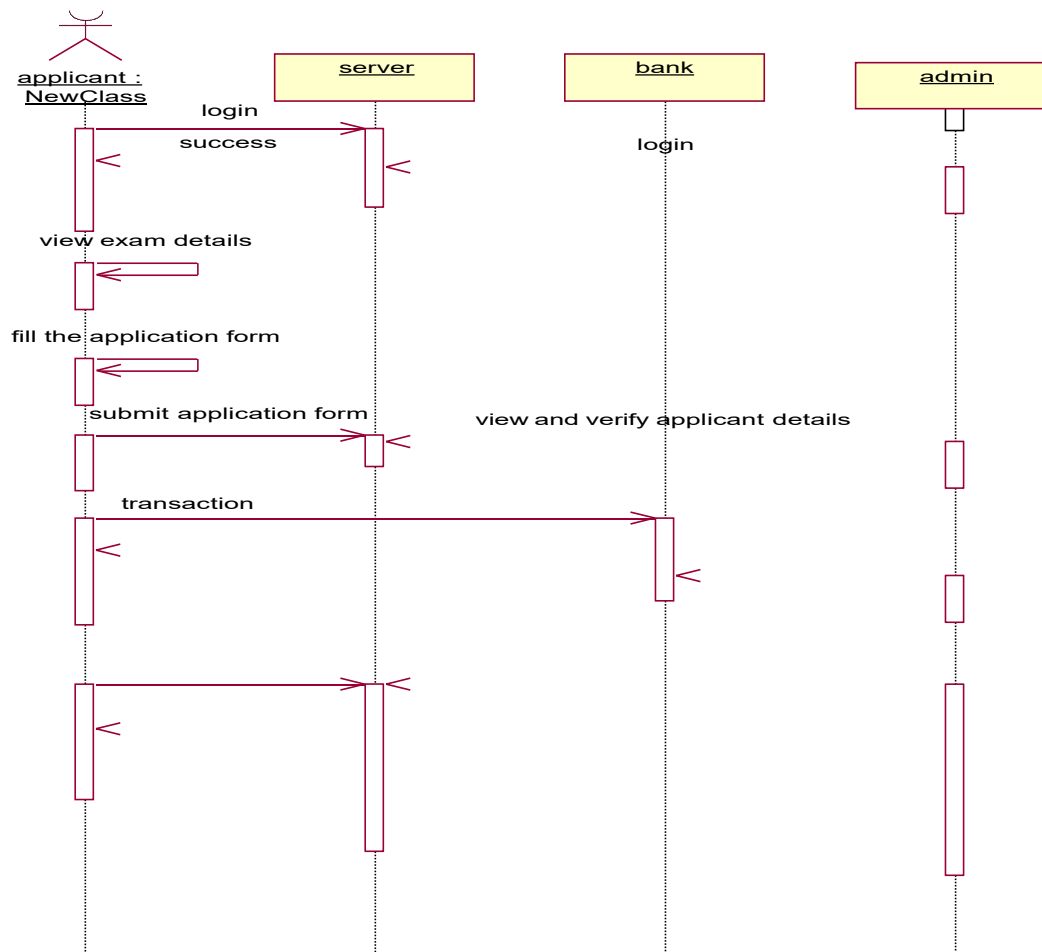 applicant :
NewClass
server
bank
admin
login
success
login
view exam details
fill the application form
submit application form
view and verify applicant details
transaction